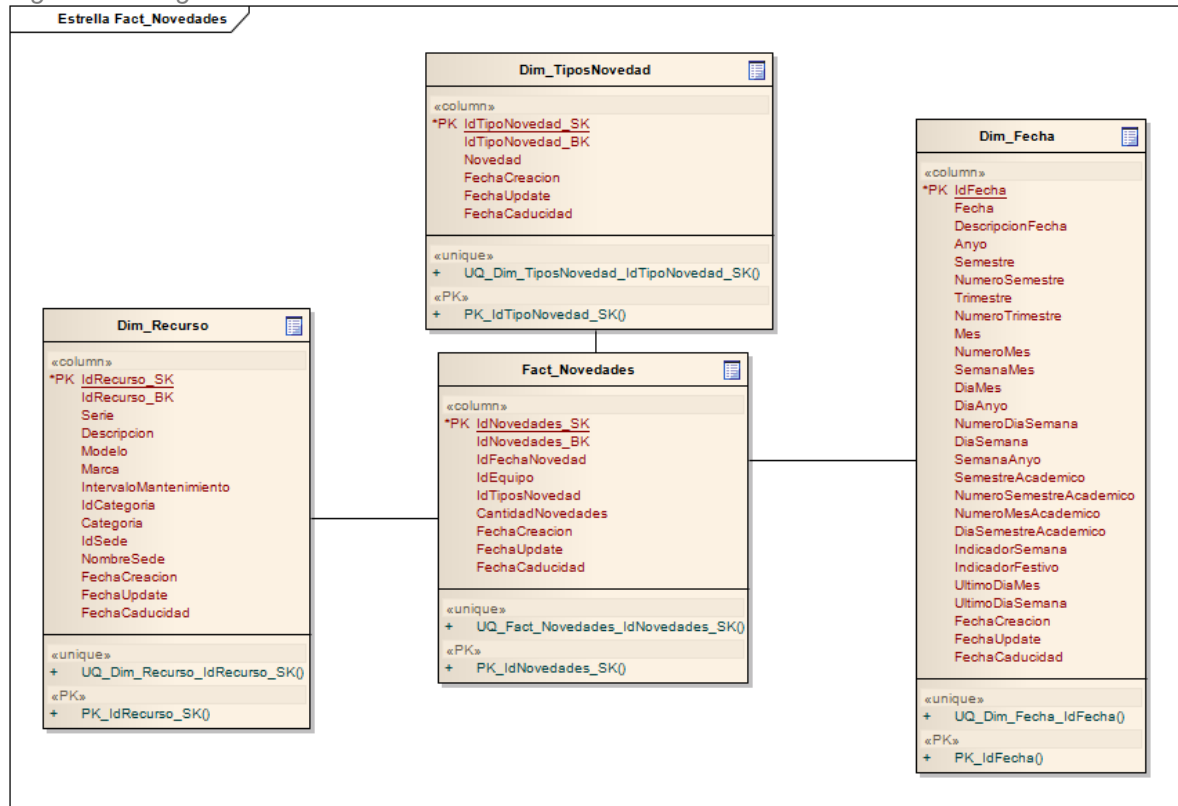 Estrella Fact_Novedades
Dim_TiposNovedad
«column»
*PK IdTipoNovedad_SK
IdTipoNovedad_BK
Novedad
FechaCreacion
FechaUpdate
FechaCaducidad
«unique»
+ UQ_Dim_TiposNovedad_IdTipoNovedad_SK()
«PK»
+ PK_IdTipoNovedad_SK()
Dim_Fecha
«column»
*PK IdFecha
Fecha
DescripcionFecha
Anyo
Semestre
NumeroSemestre
Trimestre
NumeroTrimestre
Mes
NumeroMes
SemanaMes
DiaMes
DiaAnyo
NumeroDiaSemana
DiaSemana
SemanaAnyo
SemestreAcademico
NumeroSemestreAcademico
NumeroMesAcademico
DiaSemestreAcademico
IndicadorSemana
IndicadorFestivo
UltimoDiaMes
UltimoDiaSemana
FechaCreacion
FechaUpdate
FechaCaducidad
«unique»
+ UQ_Dim_Fecha_IdFecha()
«PK»
+ PK_IdFecha()
Dim_Recurso
«column»
*PK IdRecurso_SK
IdRecurso_BK
Serie
Descripcion
Modelo
Marca
IntervaloMantenimiento
IdCategoria
Categoria
IdSede
NombreSede
FechaCreacion
FechaUpdate
FechaCaducidad
«unique»
+ UQ_Dim_Recurso_IdRecurso_SK()
«PK»
+ PK_IdRecurso_SK()
Fact_Novedades
«column»
*PK IdNovedades_SK
IdNovedades_BK
IdFechaNovedad
IdEquipo
IdTiposNovedad
CantidadNovedades
FechaCreacion
FechaUpdate
FechaCaducidad
«unique»
+ UQ_Fact_Novedades_IdNovedades_SK()
«PK»
+ PK_IdNovedades_SK()